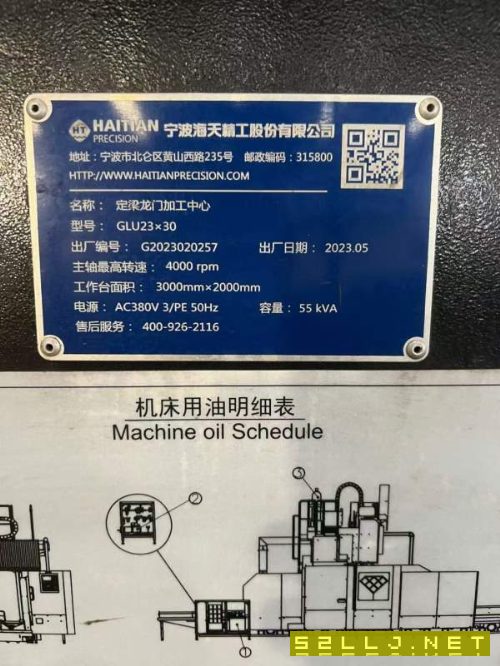 HT HAITIAN PRECISION 宁波海天精工股份有限公司
地址：宁波市北仑区黄山西路235号 邮政编码：315800
HTTP://WWW.HAITIANPRECISION.COM
名称： 定梁龙门加工中心
型号： GLU23×30
出厂编号： G2023020257 出厂日期： 2023.05
主轴最高转速： 4000 rpm
工作台面积： 3000mm×2000mm
电源： AC380V 3/PE 50Hz 容量： 55 kVA
售后服务： 400-926-2116
机床用油明细表
Machine oil Schedule
②
③
①
52LLJ.NET